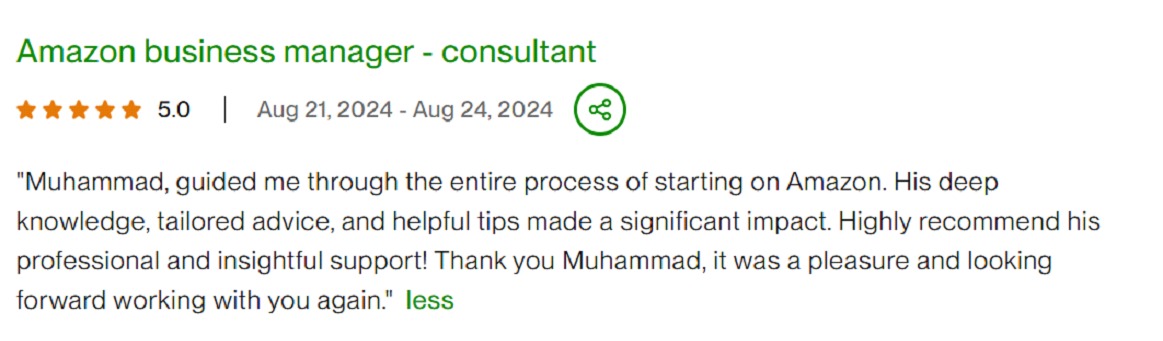 Amazon business manager - consultant
5.0 | Aug 21, 2024 - Aug 24, 2024
"Muhammad, guided me through the entire process of starting on Amazon. His deep
knowledge, tailored advice, and helpful tips made a significant impact. Highly recommend his
professional and insightful support! Thank you Muhammad, it was a pleasure and looking
forward working with you again." less